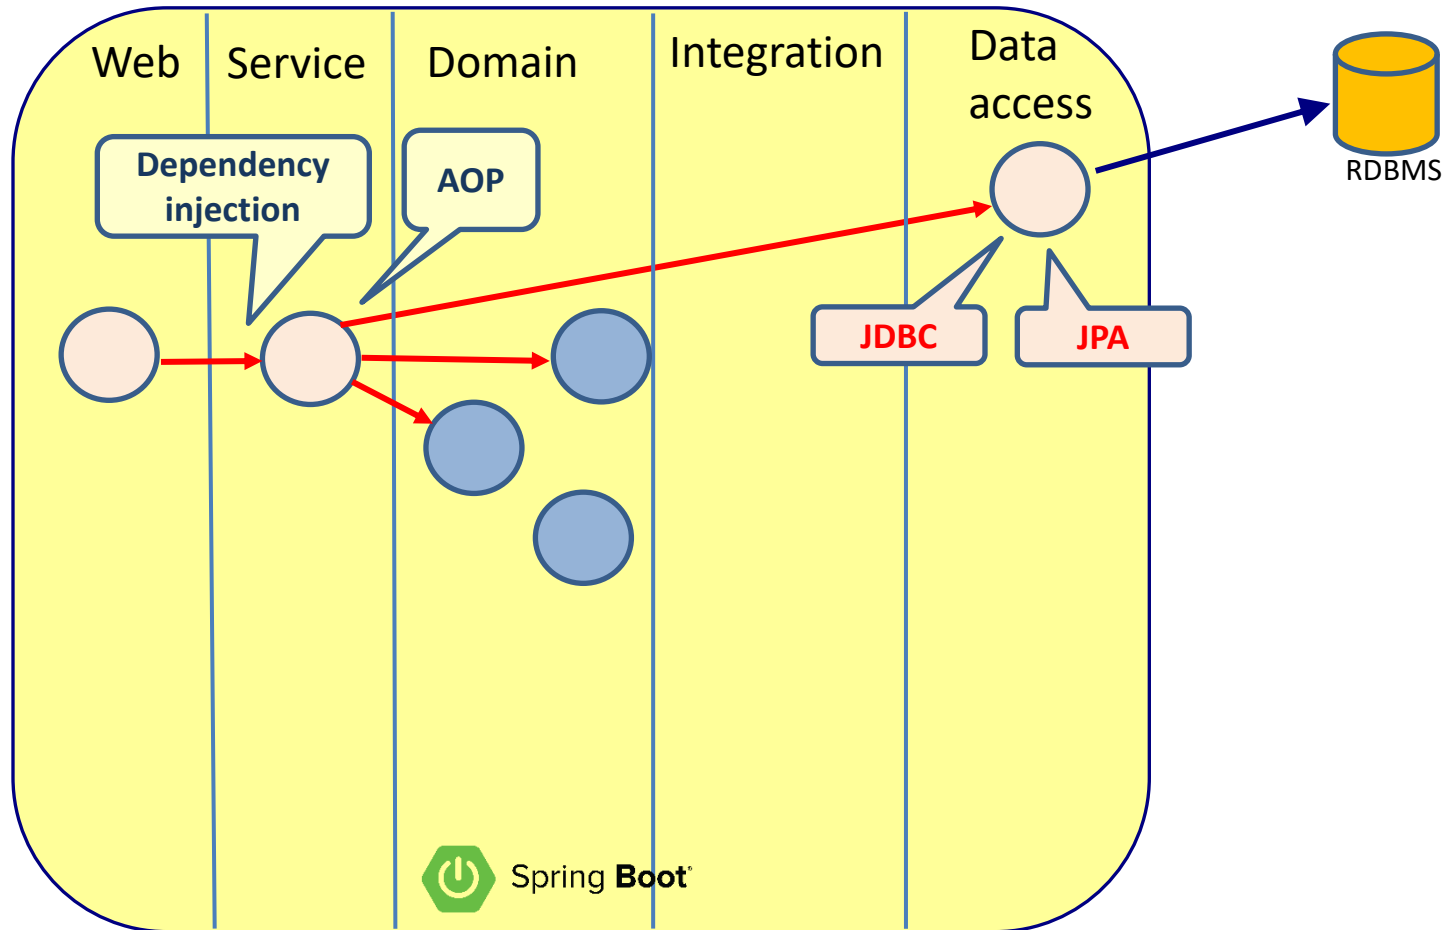 Web
Service
Domain
Integration
Data
access
RDBMS
Dependency
injection
AOP
JDBC
JPA
Spring Boot